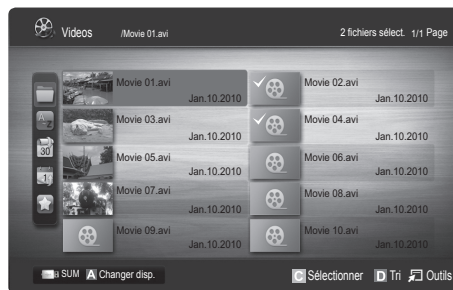 Videos
/Movie 01.avi
2 fichiers sélect. 1/1 Page
Movie 01.avi
Jan.10.2010
Movie 02.avi
Jan.10.2010
Movie 03.avi
Jan.10.2010
Movie 04.avi
Jan.10.2010
Movie 05.avi
Jan.10.2010
Movie 06.avi
Jan.10.2010
Movie 07.avi
Jan.10.2010
Movie 08.avi
Jan.10.2010
Movie 09.avi
Jan.10.2010
Movie 10.avi
Jan.10.2010
A
Z
30
1
SUM A Changer disp.
C Sélectionner D Tri Outils